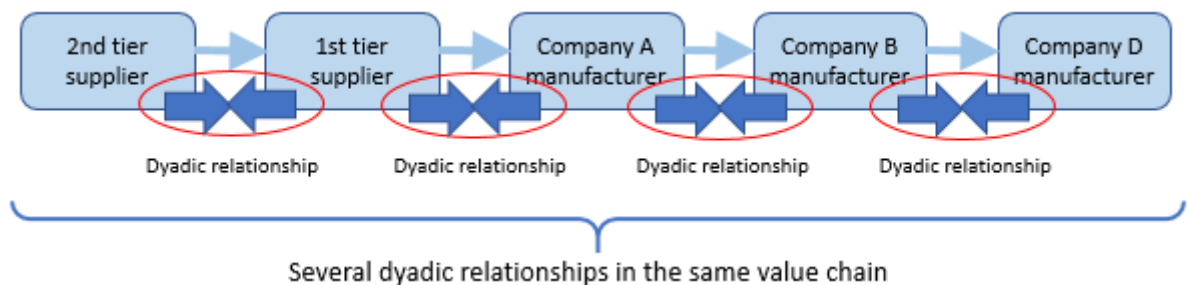 2nd tier
supplier
1st tier
supplier
Company A
manufacturer
Company B
manufacturer
Company D
manufacturer
Dyadic relationship
Dyadic relationship
Dyadic relationship
Dyadic relationship
Several dyadic relationships in the same value chain